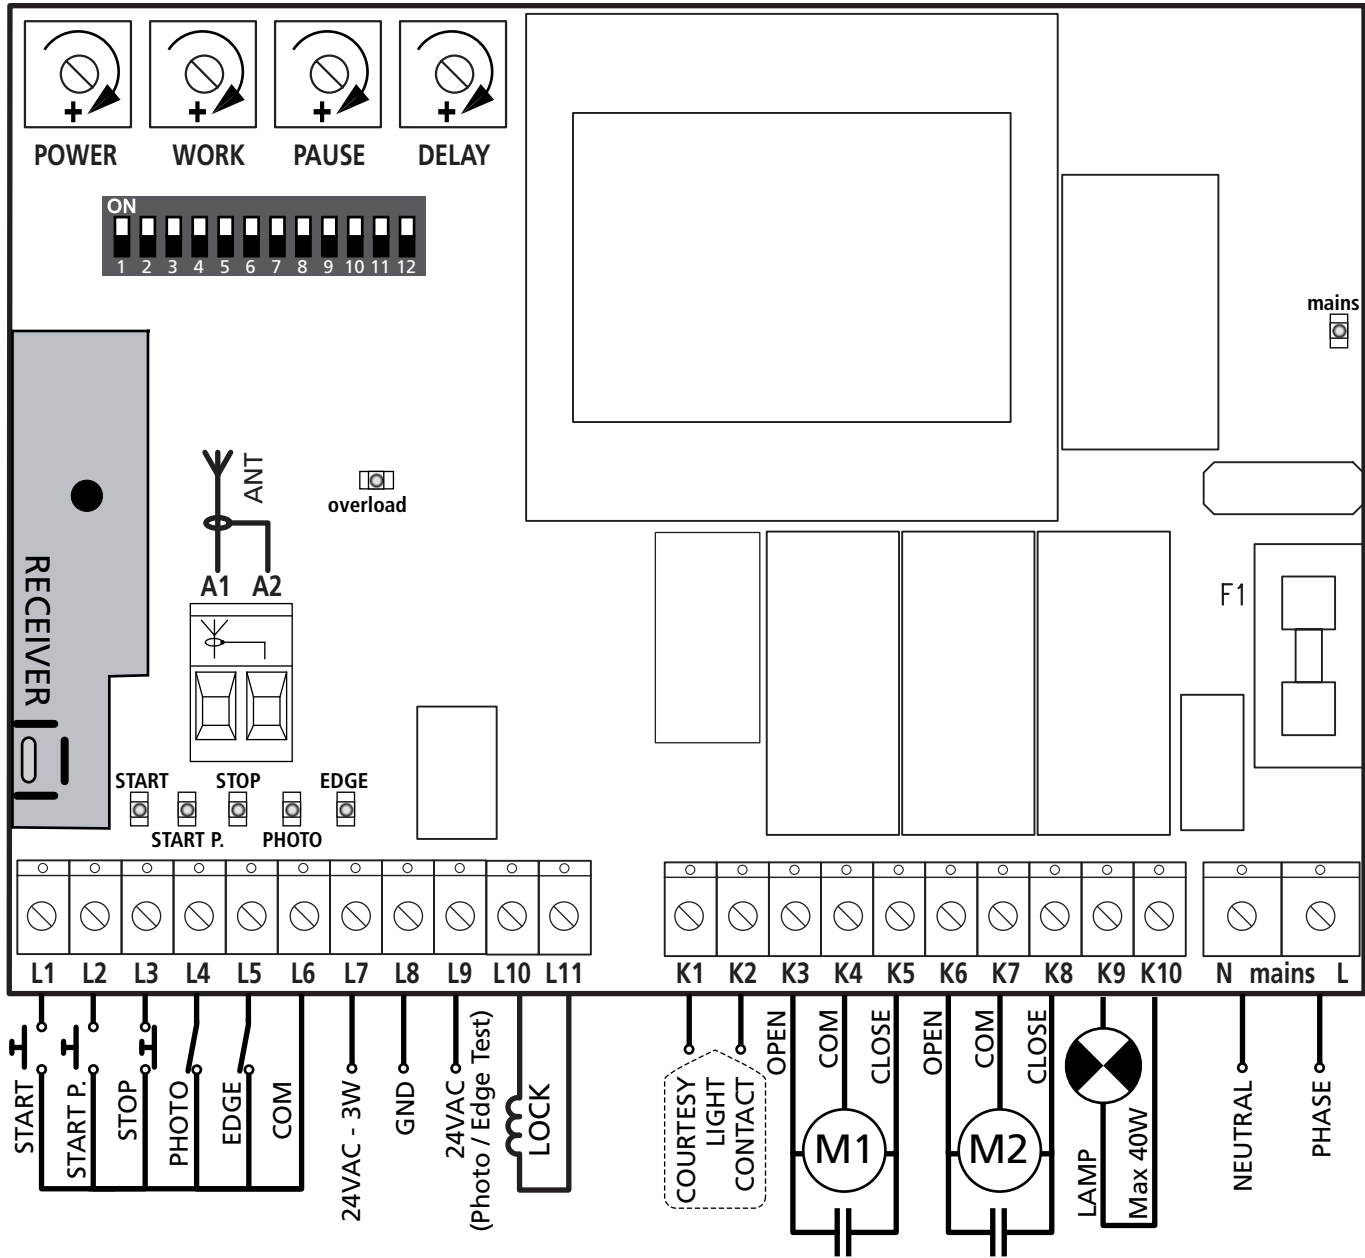 POWER WORK PAUSE DELAY
ON
1 2 3 4 5 6 7 8 9 10 11 12
mains
ANT
overload
A1 A2
RECEIVER
F1
START STOP EDGE
START P. PHOTO
L1 L2 L3 L4 L5 L6 L7 L8 L9 L10 L11
K1 K2 K3 K4 K5 K6 K7 K8 K9 K10
N mains L
START
START P.
STOP
PHOTO
EDGE
COM
24VAC - 3W
GND
24VAC
(Photo / Edge Test)
LOCK
COURTESY
LIGHT
CONTACT
OPEN
COM
CLOSE
M1
OPEN
COM
CLOSE
M2
LAMP
Max 40W
NEUTRAL
PHASE